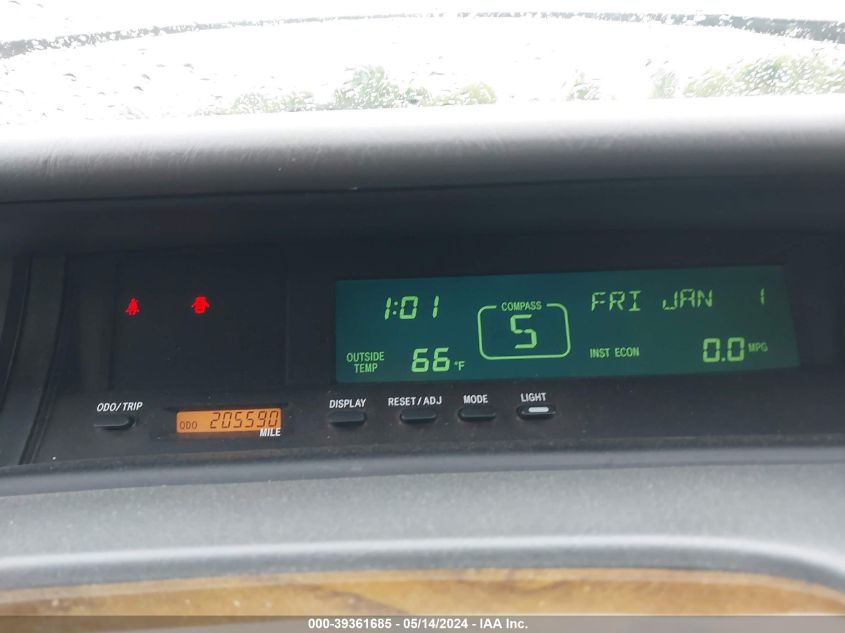 1:01
COMPASS
S
FRI JAN 1
OUTSIDE
TEMP
66 °F
INST ECON
0.0 MPG
ODO/TRIP
ODO 205590
MILE
DISPLAY
RESET/ADJ
MODE
LIGHT
000-39361685 - 05/14/2024 - IAA Inc.